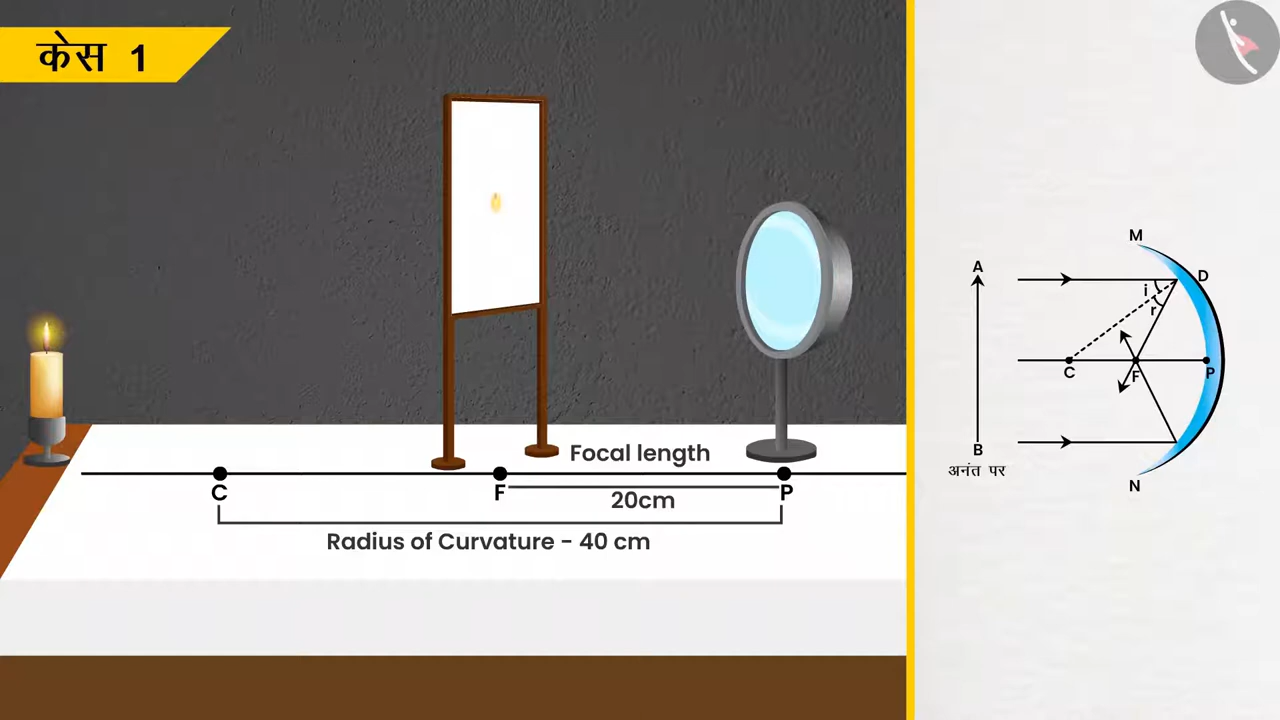 केस 1
Focal length
C
F
P
20cm
Radius of Curvature - 40 cm
M
A
D
i
r
C
F
P
B
अनंत पर
N